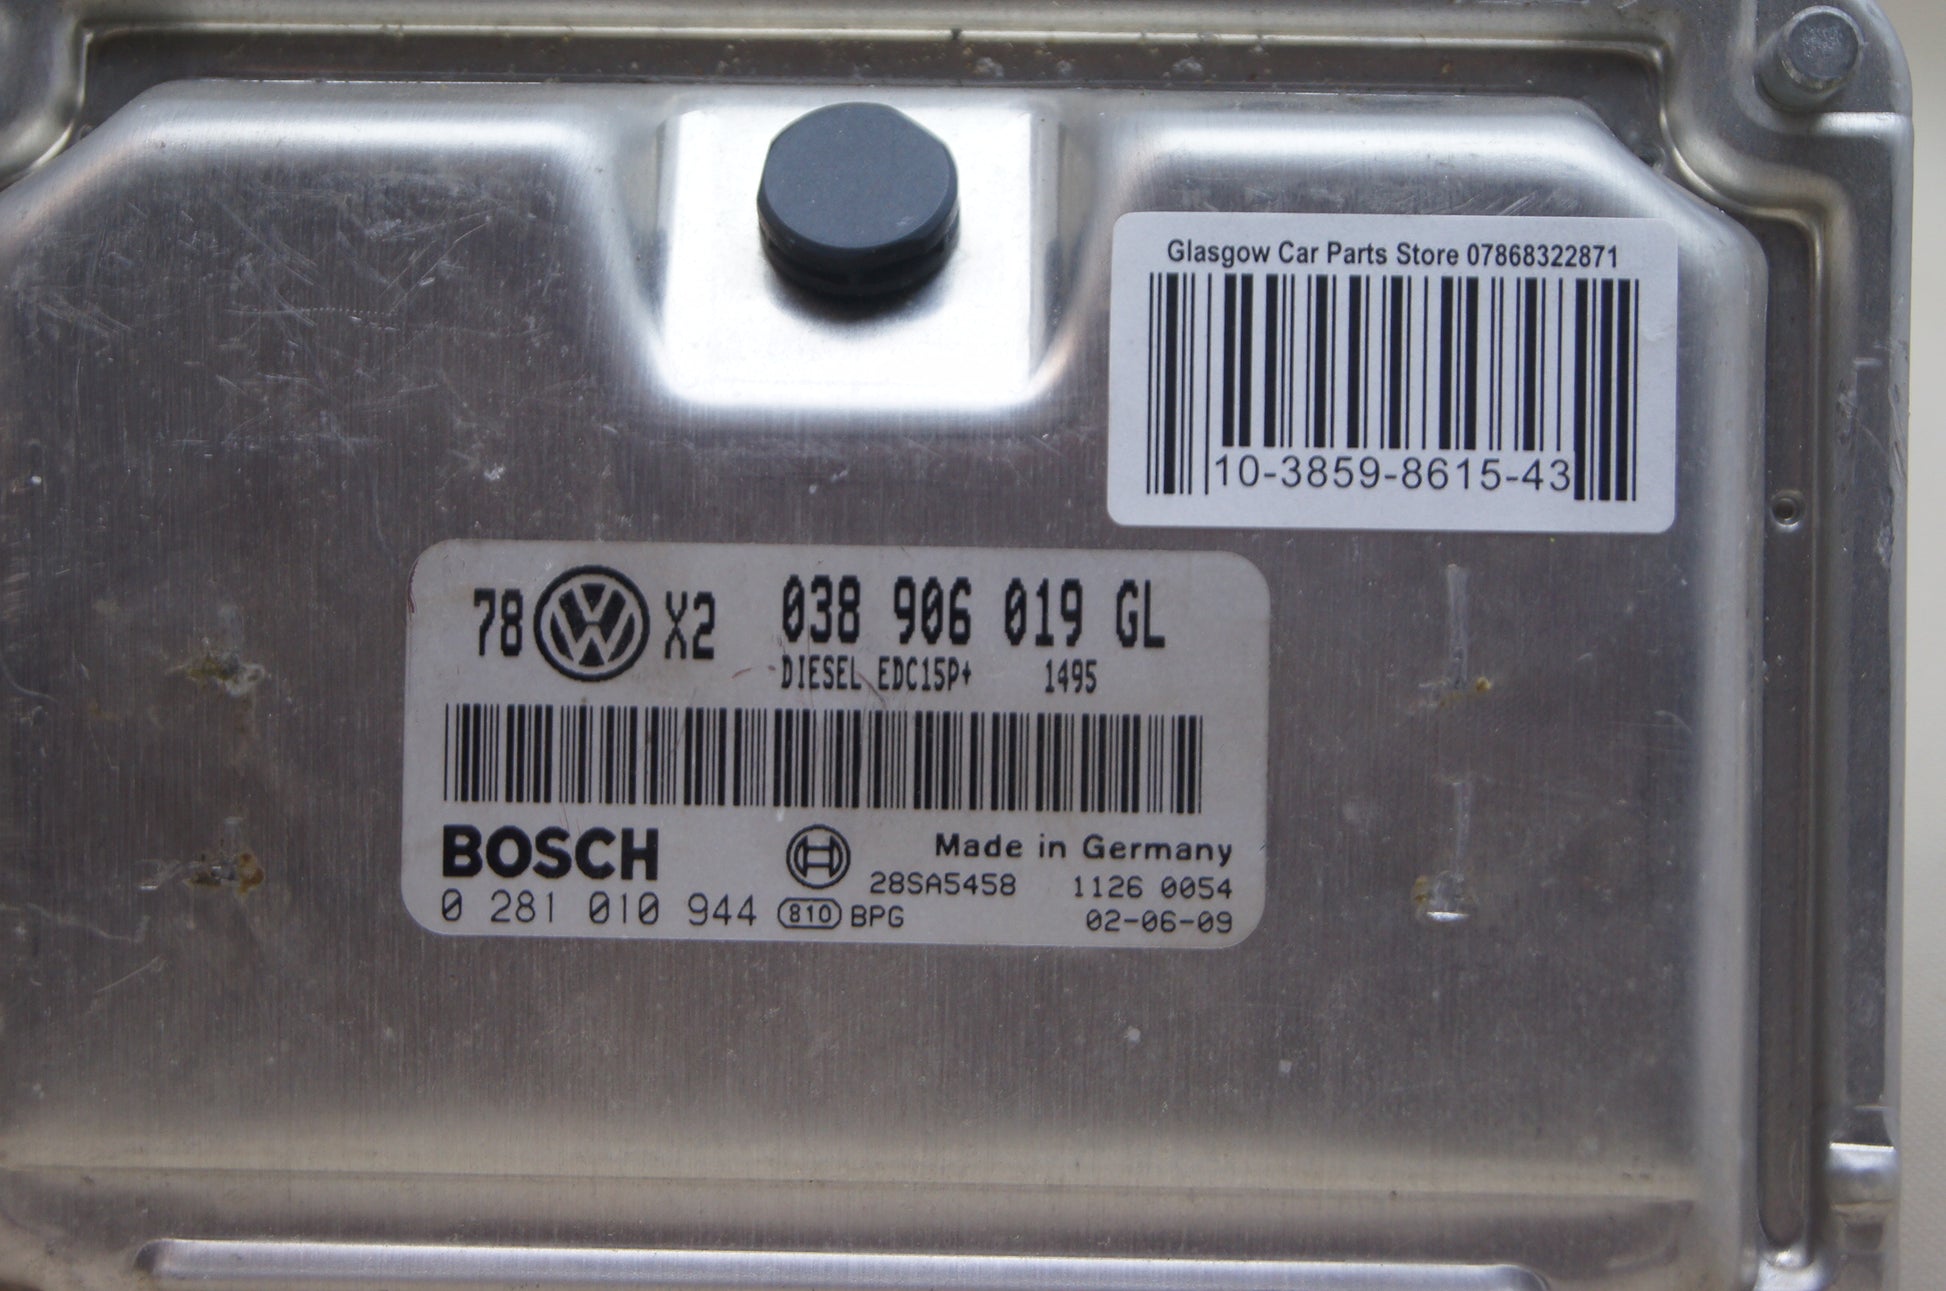 Glasgow Car Parts Store 07868322871
10-3859-8615-43
78 VW X2 038 906 019 GL
DIESEL EDC15P+ 1495
BOSCH
Made in Germany
28SA5458 1126 0054
0 281 010 944 810 BPG 02-06-09